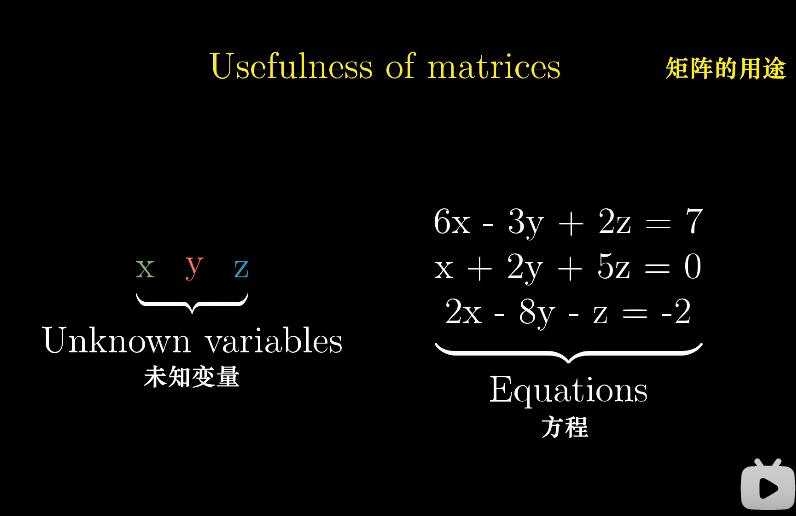 Usefulness of matrices
矩阵的用途
x y z
Unknown variables
未知变量
6x - 3y + 2z = 7
x + 2y + 5z = 0
2x - 8y - z = -2
Equations
方程